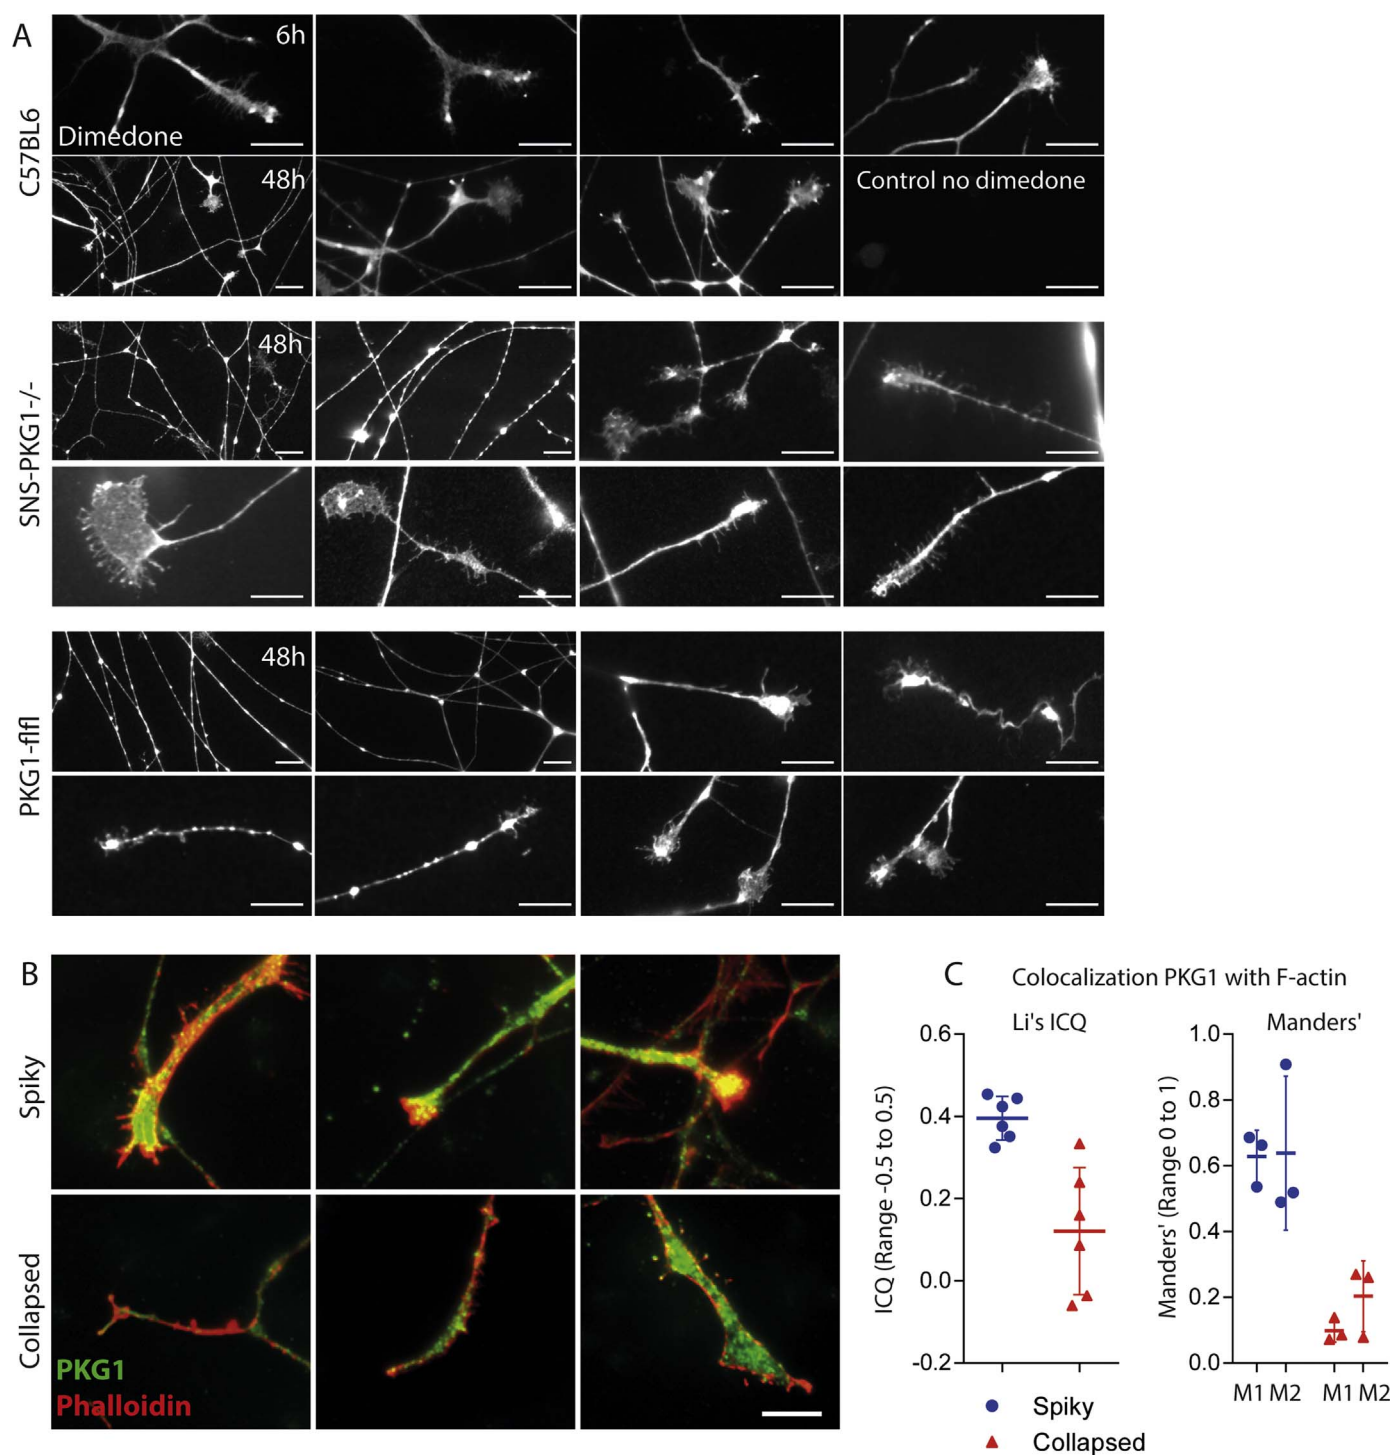 A
C57BL6
6h
Dimedone
48h
Control no dimedone
SNS-PKG1-/-
48h
PKG1-flfl
48h
B
Spiky
Collapsed
PKG1
Phalloidin
C
Colocalization PKG1 with F-actin
Li's ICQ
ICQ (Range -0.5 to 0.5)
0.6
0.4
0.2
0.0
-0.2
Manders'
Manders' (Range 0 to 1)
1.0
0.8
0.6
0.4
0.2
0.0
M1 M2 M1 M2
Spiky
Collapsed